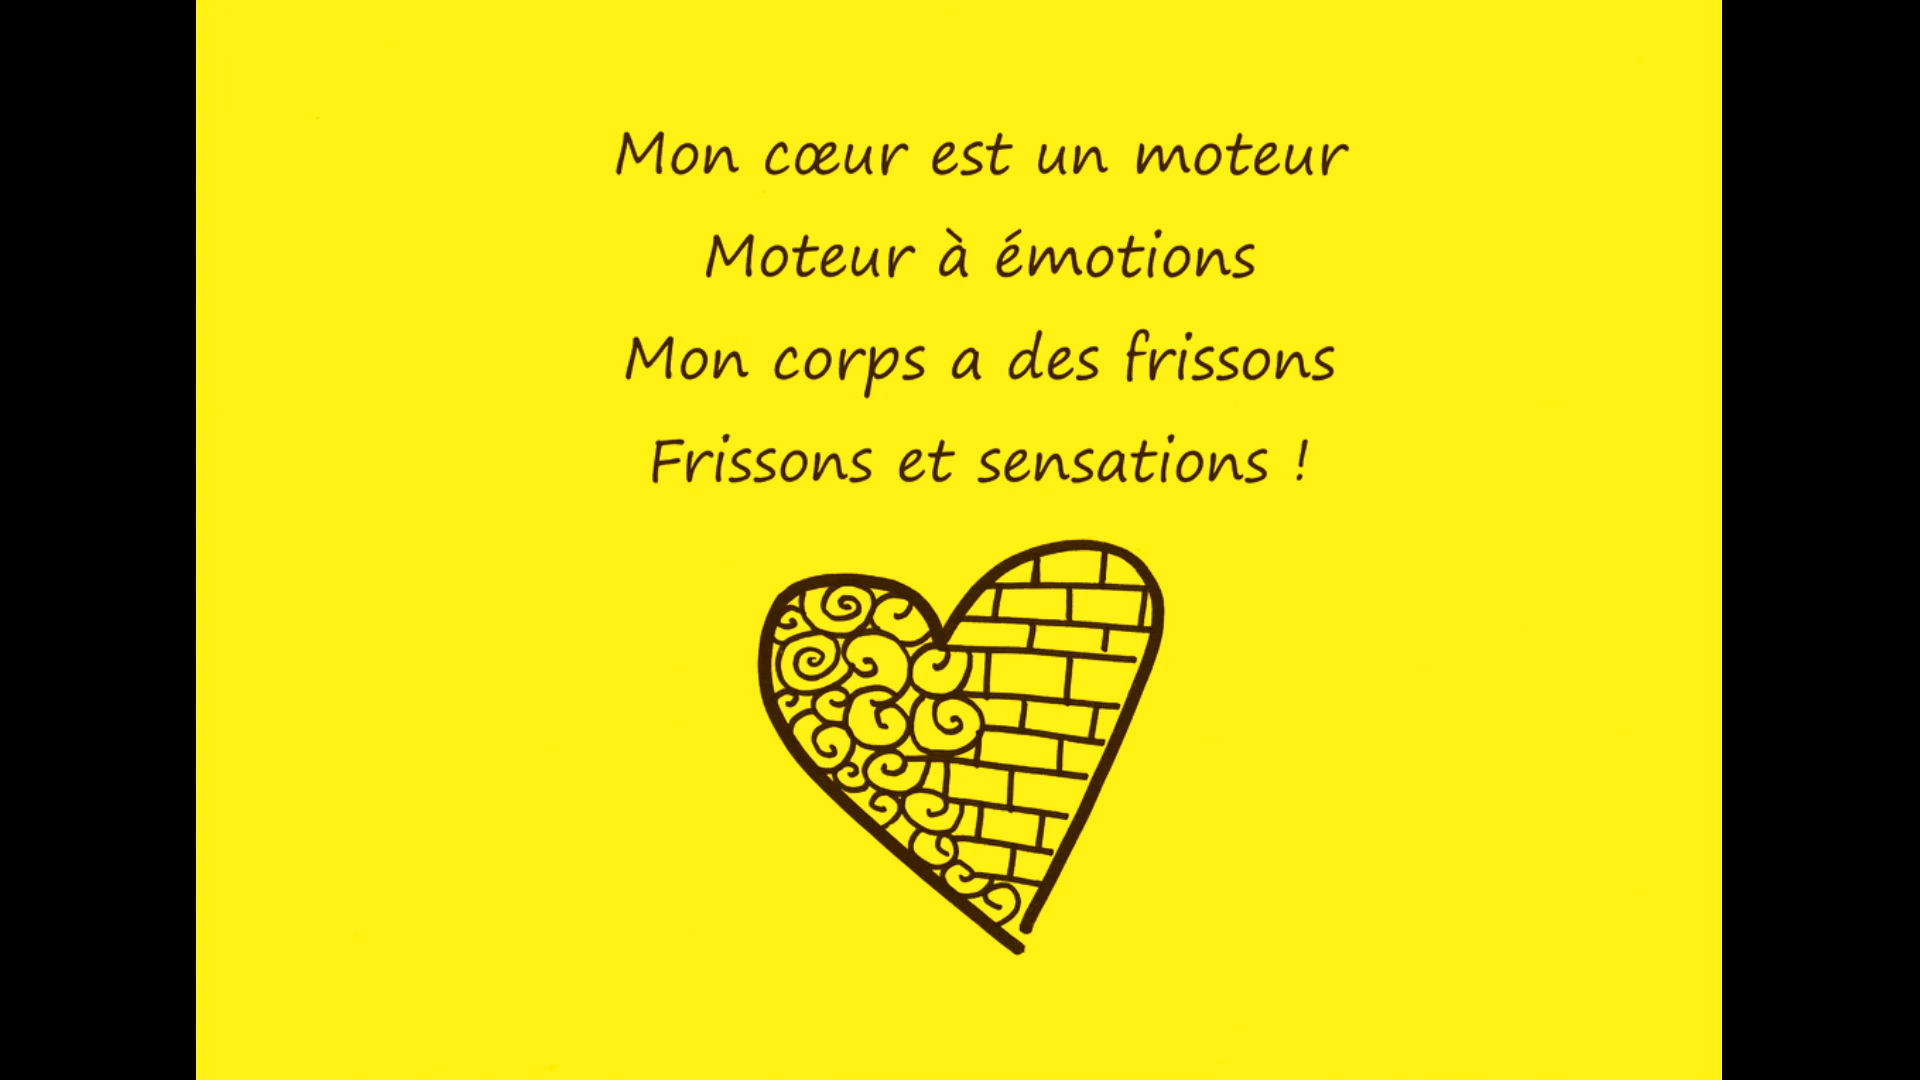 Mon cœur est un moteur
Moteur à émotions
Mon corps a des frissons
Frissons et sensations !